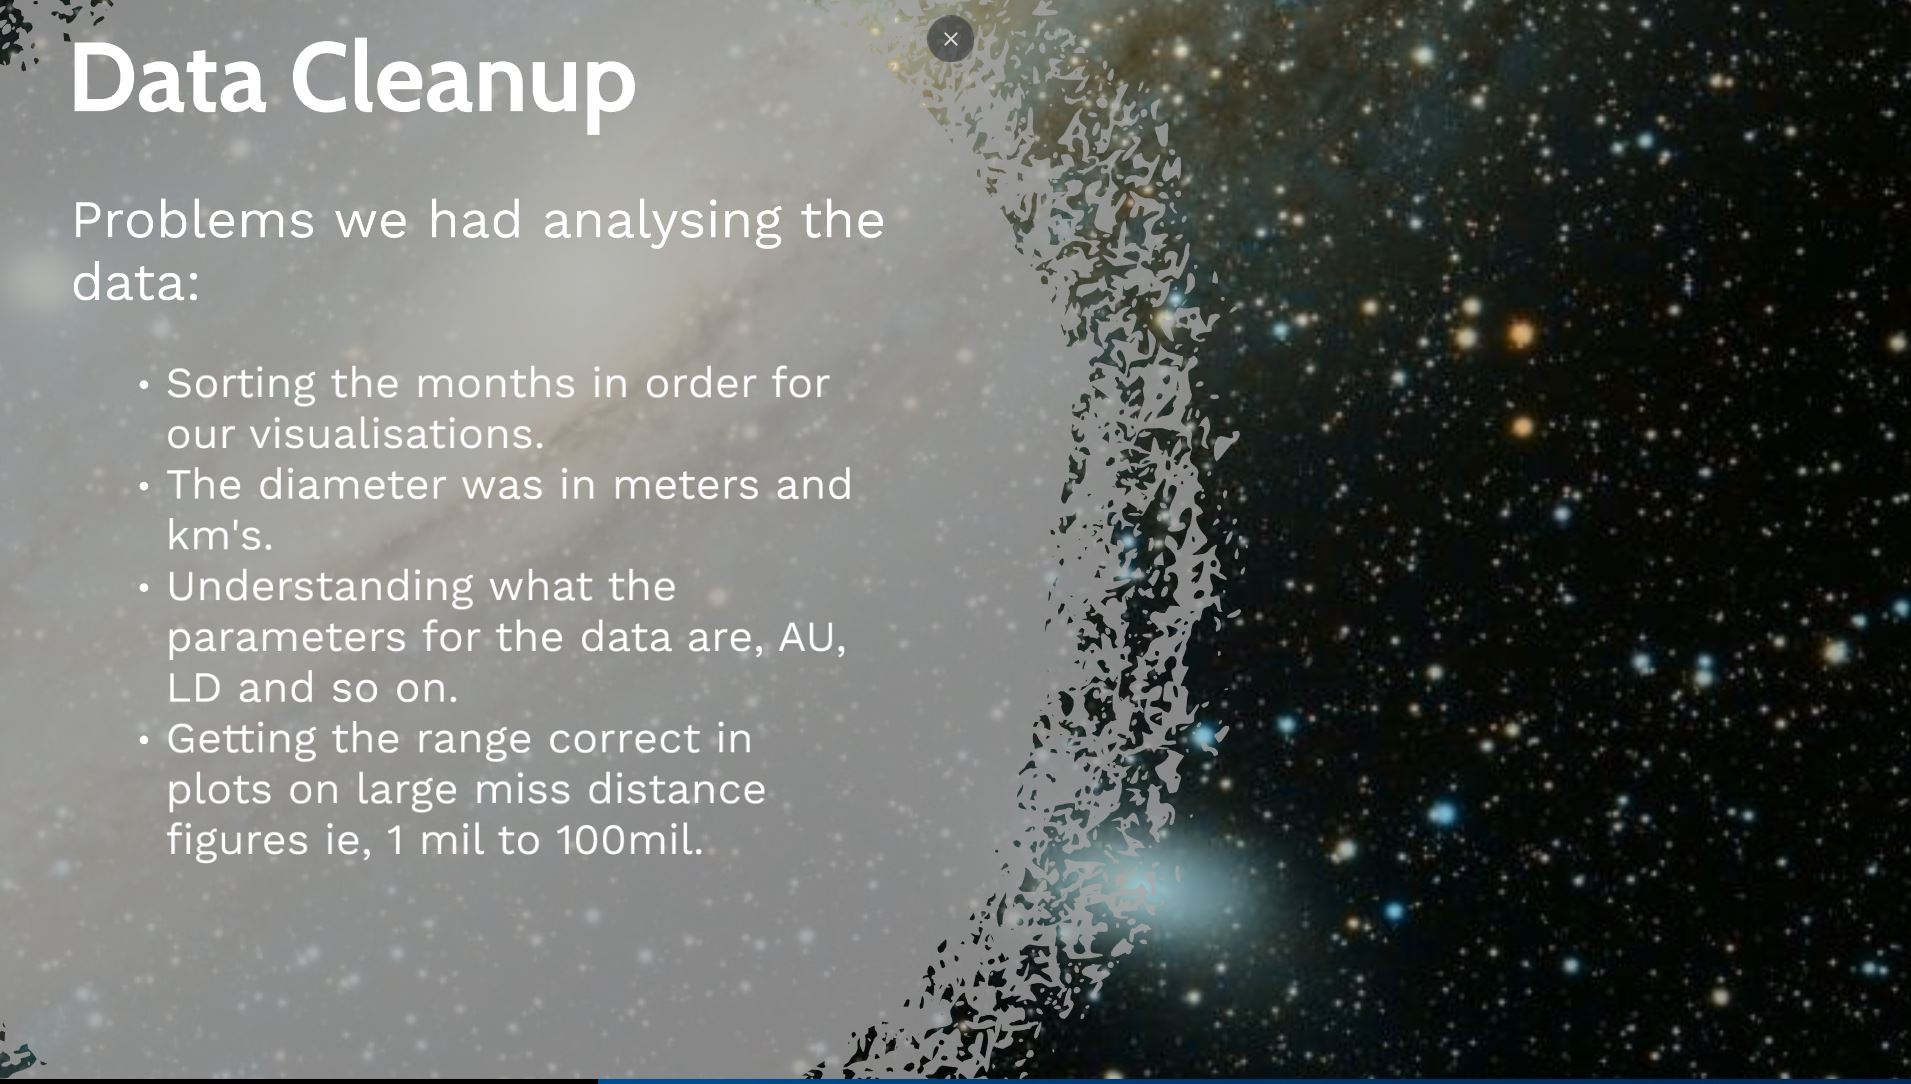 Data Cleanup
Problems we had analysing the
data:
• Sorting the months in order for
our visualisations.
• The diameter was in meters and
km's.
• Understanding what the
parameters for the data are, AU,
LD and so on.
• Getting the range correct in
plots on large miss distance
figures ie, 1 mil to 100mil.